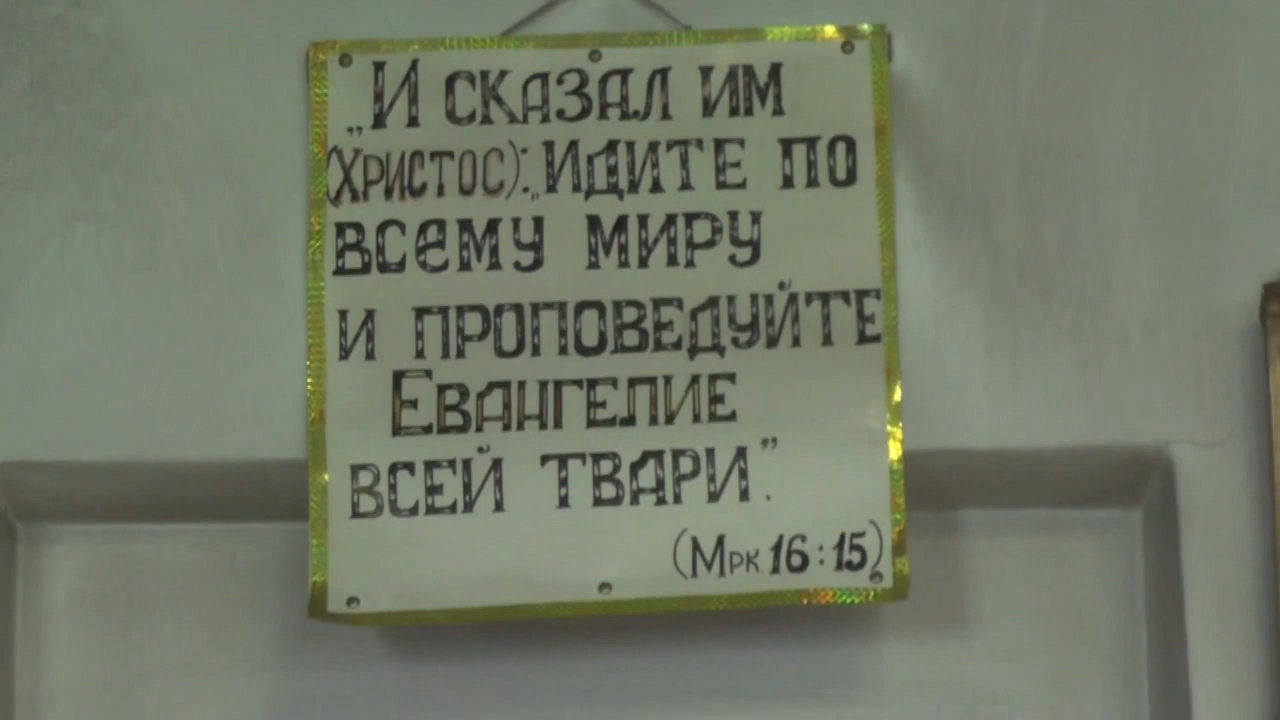 „И СКАЗАЛ ИМ
(ХРИСТОС): „ИДИТЕ ПО
ВСЕМУ МИРУ
И ПРОПОВЕДУЙТЕ
ЕВАНГЕЛИЕ
ВСЕЙ ТВАРИ”.
(МРК 16:15)